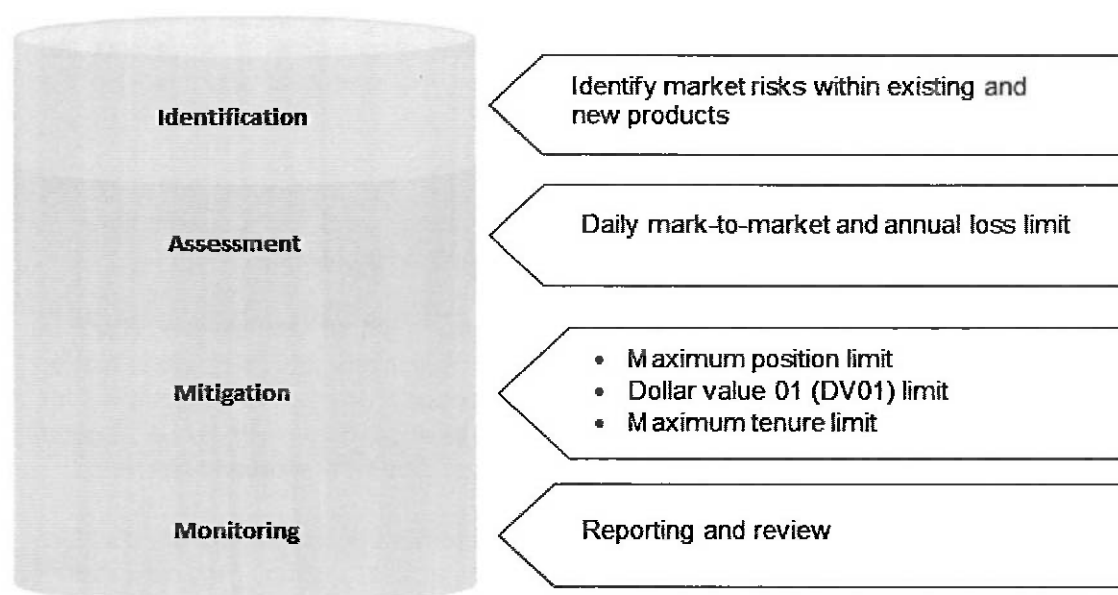 Identification
Identify market risks within existing and
new products
Assessment
Daily mark-to-market and annual loss limit
Mitigation
• Maximum position limit
• Dollar value 01 (DV01) limit
• Maximum tenure limit
Monitoring
Reporting and review